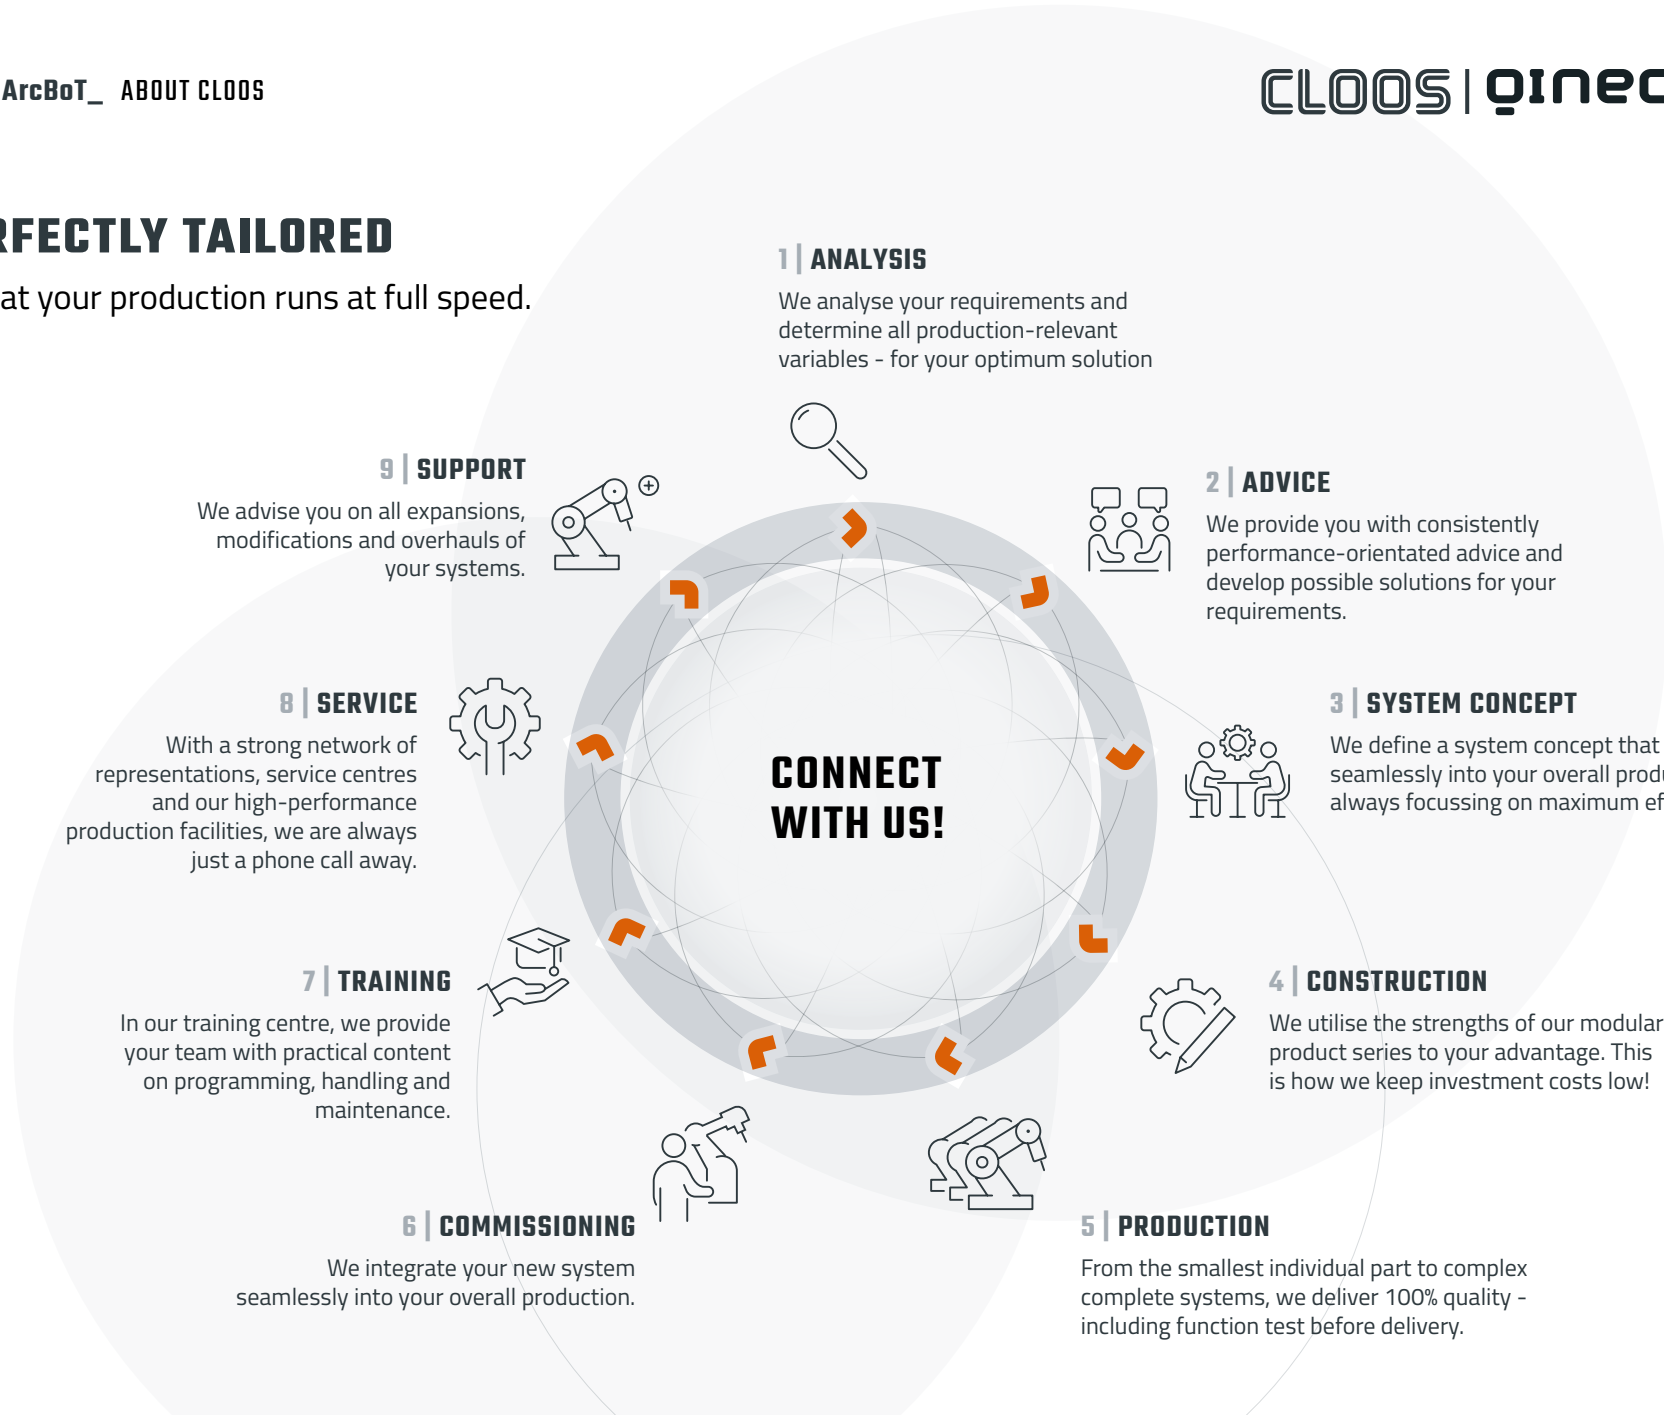 ArcBoT_ ABOUT CLOOS
CLOOS |
TAILORED
at your production runs at full speed.
1 | ANALYSIS
We analyse your requirements and
determine all production-relevant
variables - for your optimum solution
2 | ADVICE
We provide you with consistently
performance-orientated advice and
develop possible solutions for your
requirements.
3 | SYSTEM CONCEPT
We define a system concept that
seamlessly into your overall
always focussing on maximum
4 | CONSTRUCTION
We utilise the strengths of our modular
product series to your advantage. This
is how we keep investment costs low!
5 | PRODUCTION
From the smallest individual part to complex
complete systems, we deliver 100% quality -
including function test before delivery.
6 | COMMISSIONING
We integrate your new system
seamlessly into your overall production.
7 | TRAINING
In our training centre, we provide
your team with practical content
on programming, handling and
maintenance.
8 | SERVICE
With a strong network of
representations, service centres
and our high-performance
production facilities, we are always
just a phone call away.
9 | SUPPORT
We advise you on all expansions,
modifications and overhauls of
your systems.
CONNECT
WITH US!